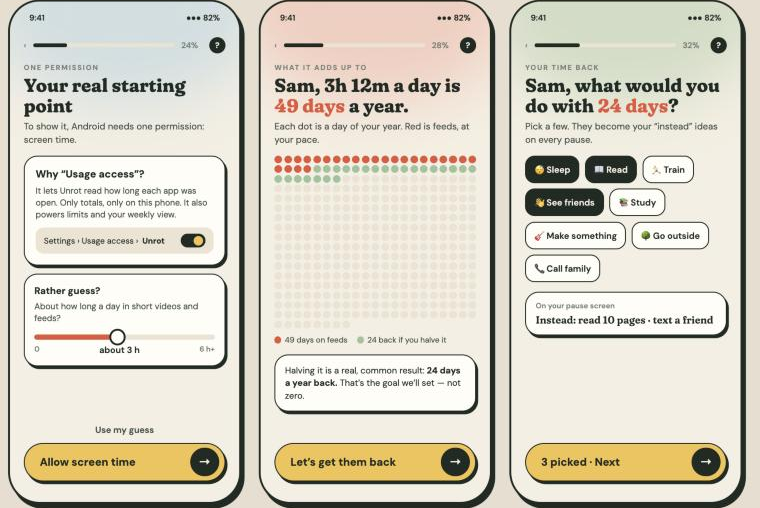 9:41
82%
24%
?
ONE PERMISSION
Your real starting
point
To show it, Android needs one permission:
screen time.
Why “Usage access”?
It lets Unrot read how long each app was
open. Only totals, only on this phone. It also
powers limits and your weekly view.
Settings › Usage access › Unrot
Rather guess?
About how long a day in short videos and
feeds?
0
about 3 h
6 h+
Use my guess
Allow screen time →
9:41
82%
28%
?
WHAT IT ADDS UP TO
Sam, 3h 12m a day is
49 days a year.
Each dot is a day of your year. Red is feeds, at
your pace.
49 days on feeds
24 back if you halve it
Halving it is a real, common result: 24 days
a year back. That’s the goal we’ll set — not
zero.
Let’s get them back →
9:41
82%
32%
?
YOUR TIME BACK
Sam, what would you
do with 24 days?
Pick a few. They become your “instead” ideas
on every pause.
Sleep
Read
Train
See friends
Study
Make something
Go outside
Call family
On your pause screen
Instead: read 10 pages · text a friend
3 picked · Next →